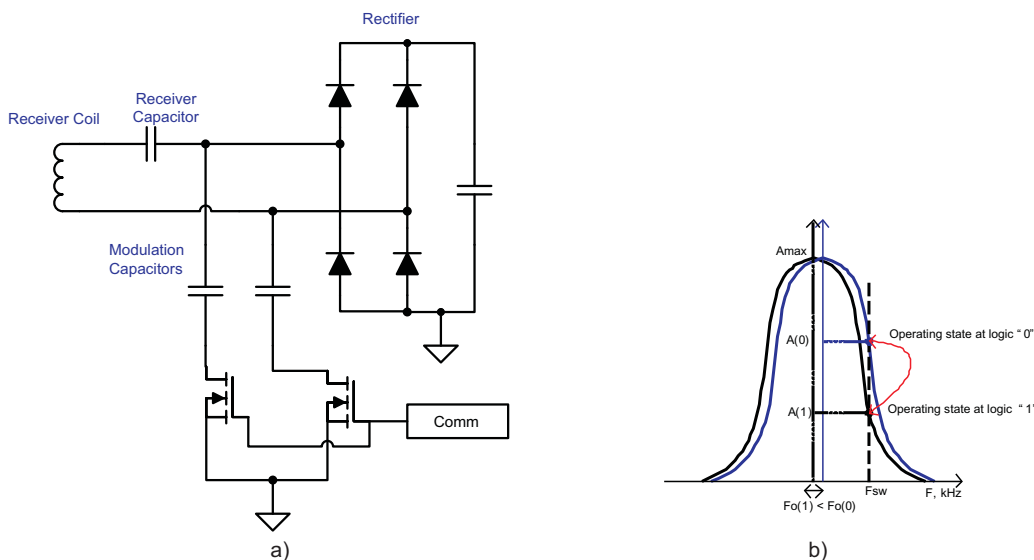 Rectifier
Receiver
Capacitor
Receiver Coil
Modulation
Capacitors
Comm
a)
Amax
A(0)
Operating state at logic “ 0”
A(1)
Operating state at logic “ 1”
Fsw
F, kHz
Fo(1) < Fo(0)
b)